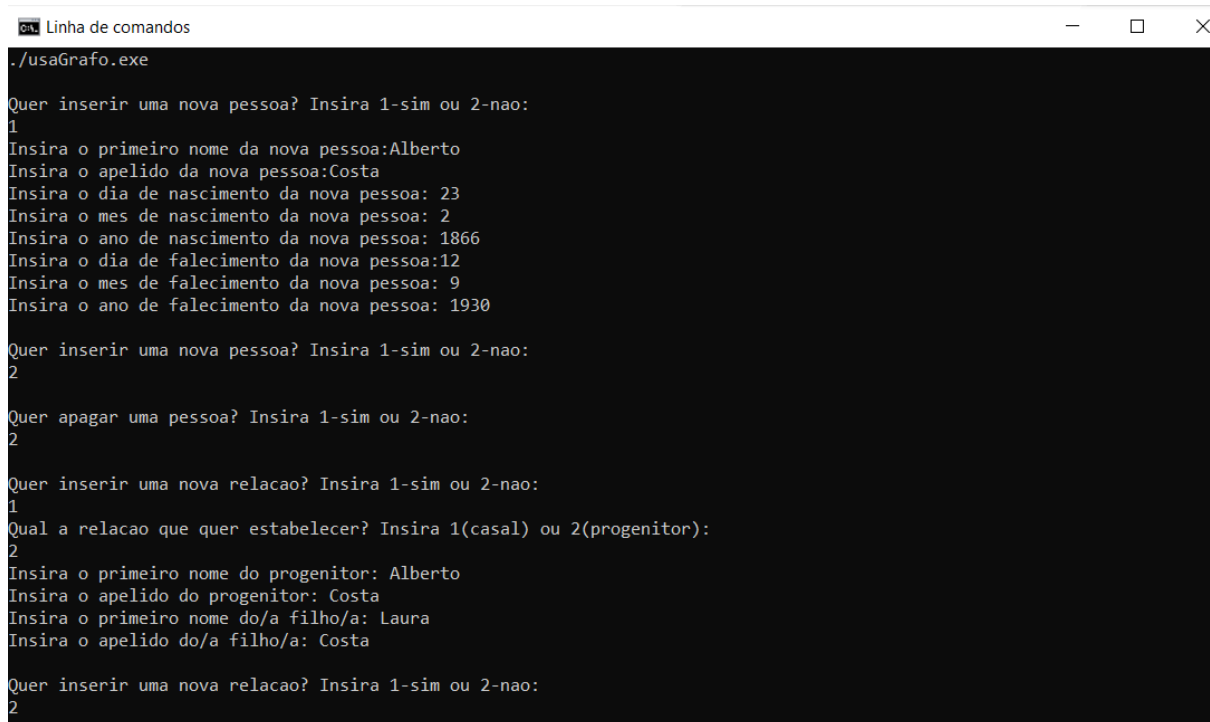 Linha de comandos
./usaGrafo.exe
Quer inserir uma nova pessoa? Insira 1-sim ou 2-nao:
1
Insira o primeiro nome da nova pessoa:Alberto
Insira o apelido da nova pessoa:Costa
Insira o dia de nascimento da nova pessoa: 23
Insira o mes de nascimento da nova pessoa: 2
Insira o ano de nascimento da nova pessoa: 1866
Insira o dia de falecimento da nova pessoa:12
Insira o mes de falecimento da nova pessoa: 9
Insira o ano de falecimento da nova pessoa: 1930
Quer inserir uma nova pessoa? Insira 1-sim ou 2-nao:
2
Quer apagar uma pessoa? Insira 1-sim ou 2-nao:
2
Quer inserir uma nova relacao? Insira 1-sim ou 2-nao:
1
Qual a relacao que quer estabelecer? Insira 1(casal) ou 2(progenitor):
2
Insira o primeiro nome do progenitor: Alberto
Insira o apelido do progenitor: Costa
Insira o primeiro nome do/a filho/a: Laura
Insira o apelido do/a filho/a: Costa
Quer inserir uma nova relacao? Insira 1-sim ou 2-nao:
2